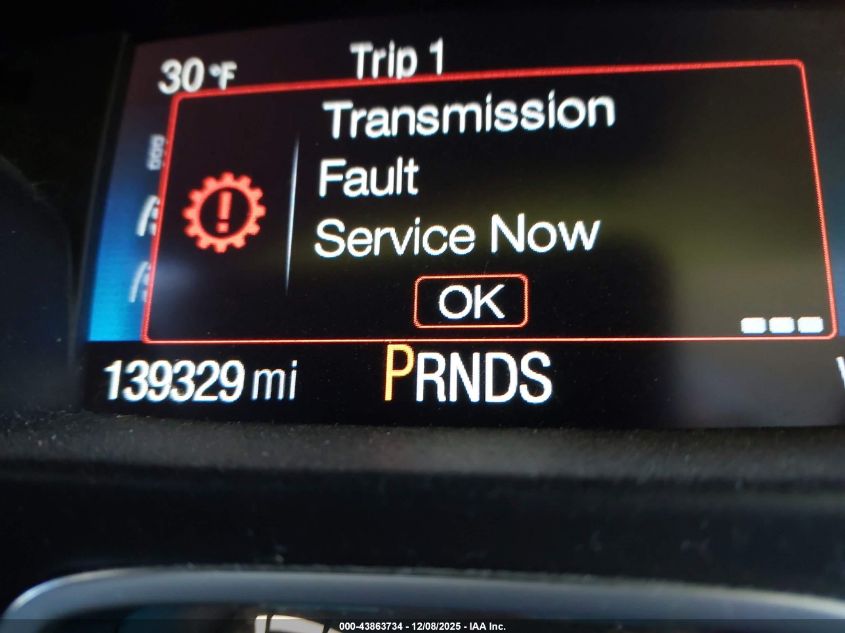 30°F
Trip 1
Transmission
Fault
Service Now
OK
139329 mi
PRNDS
000-43863734 - 12/08/2025 - IAA Inc.